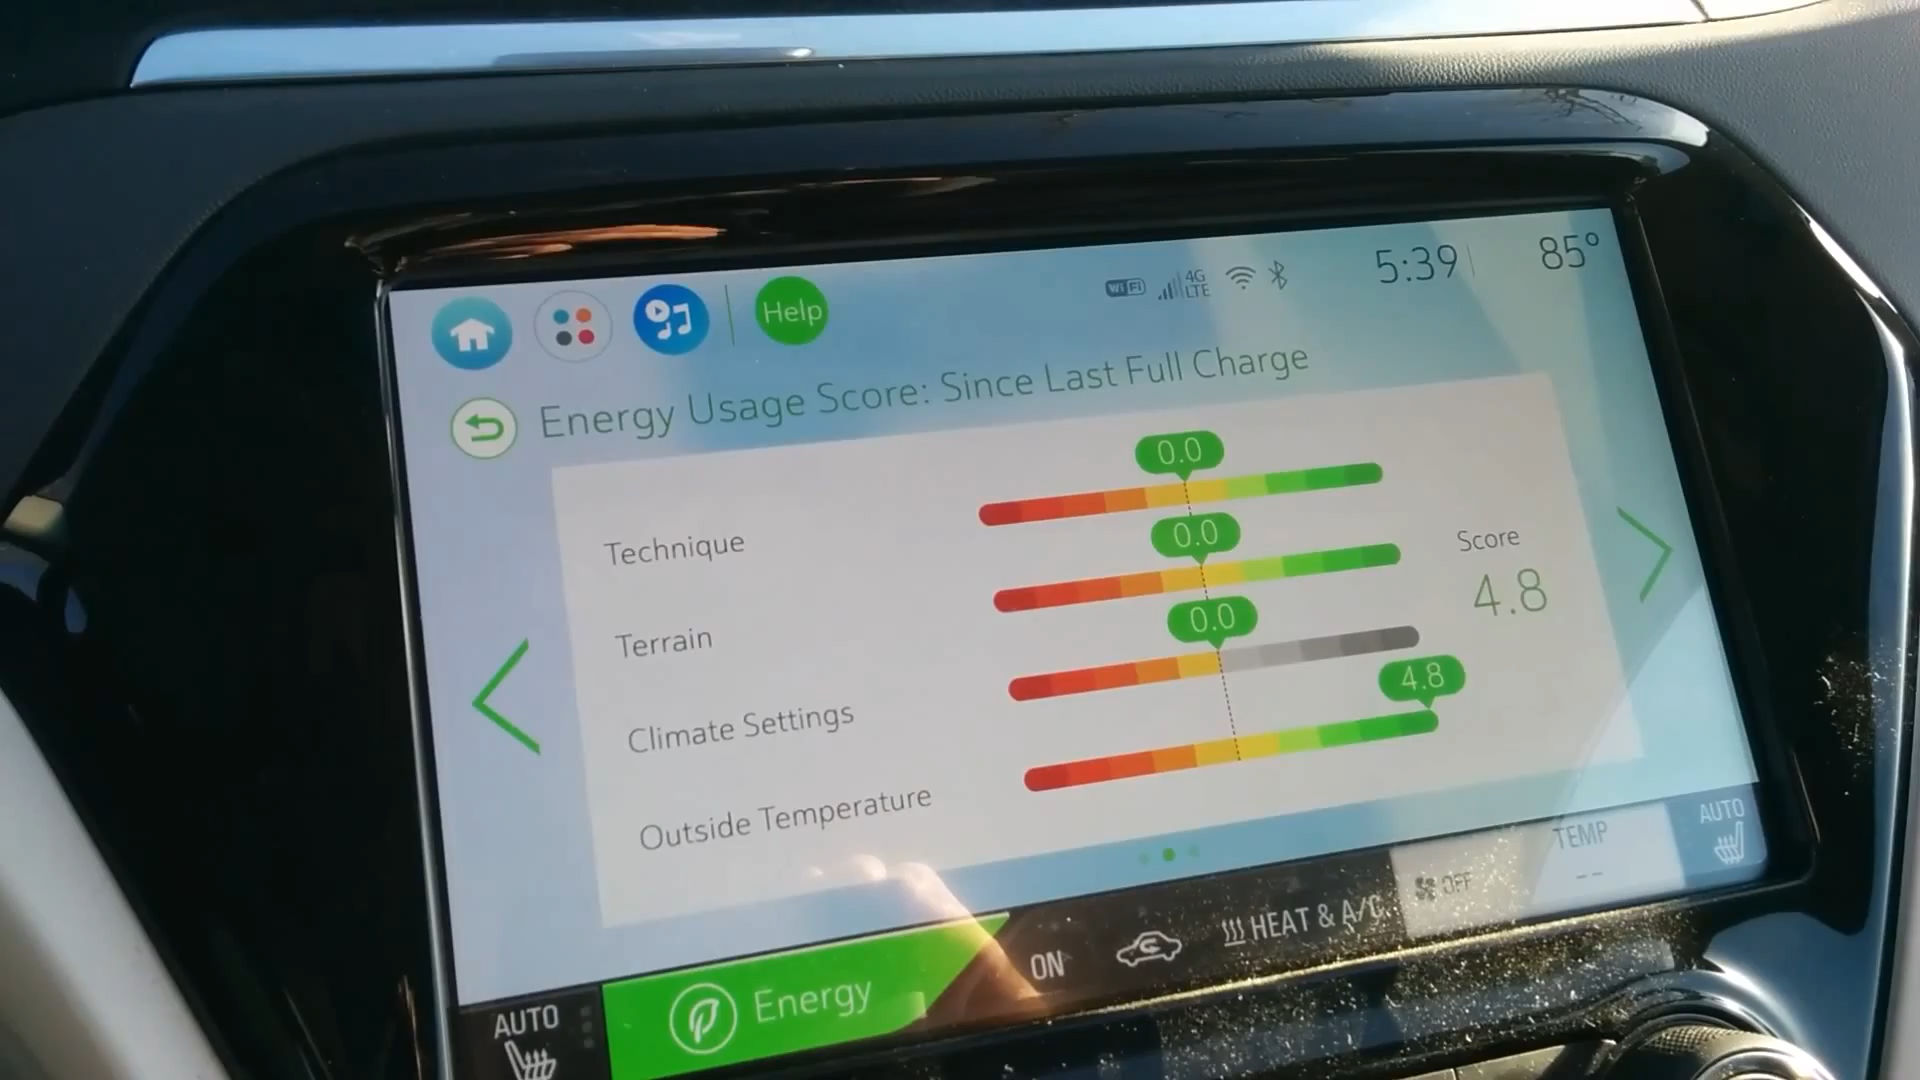 WiFi 4G LTE 5:39 85°
Help
Energy Usage Score: Since Last Full Charge
0.0
Technique
0.0
Score
4.8
Terrain
0.0
Climate Settings
4.8
Outside Temperature
AUTO
TEMP
OFF --
HEAT & A/C
ON
Energy
AUTO